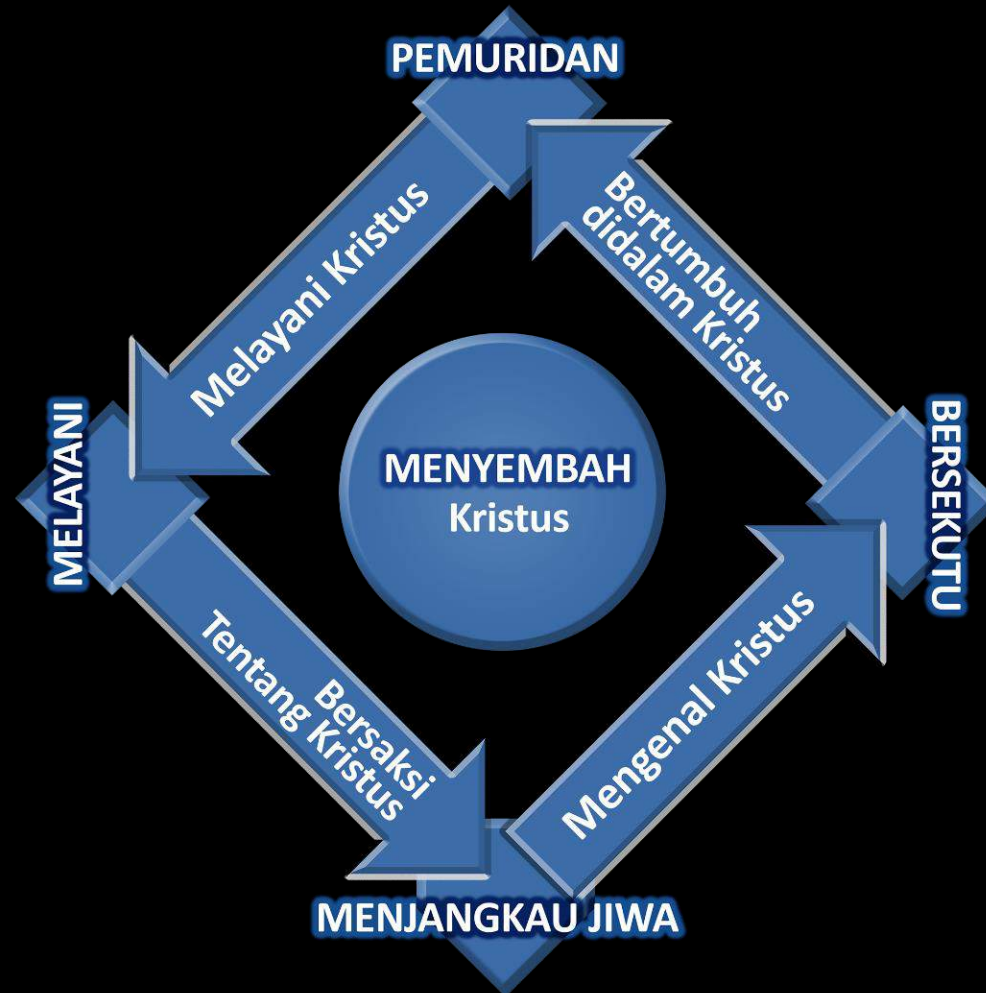 PEMURIDAN
Melayani Kristus
Bertumbuh
didalam Kristus
MELAYANI
MENYEMBAH
Kristus
BERSEKUTU
Bersaksi
Tentang Kristus
Mengenal Kristus
MENJANGKAU JIWA